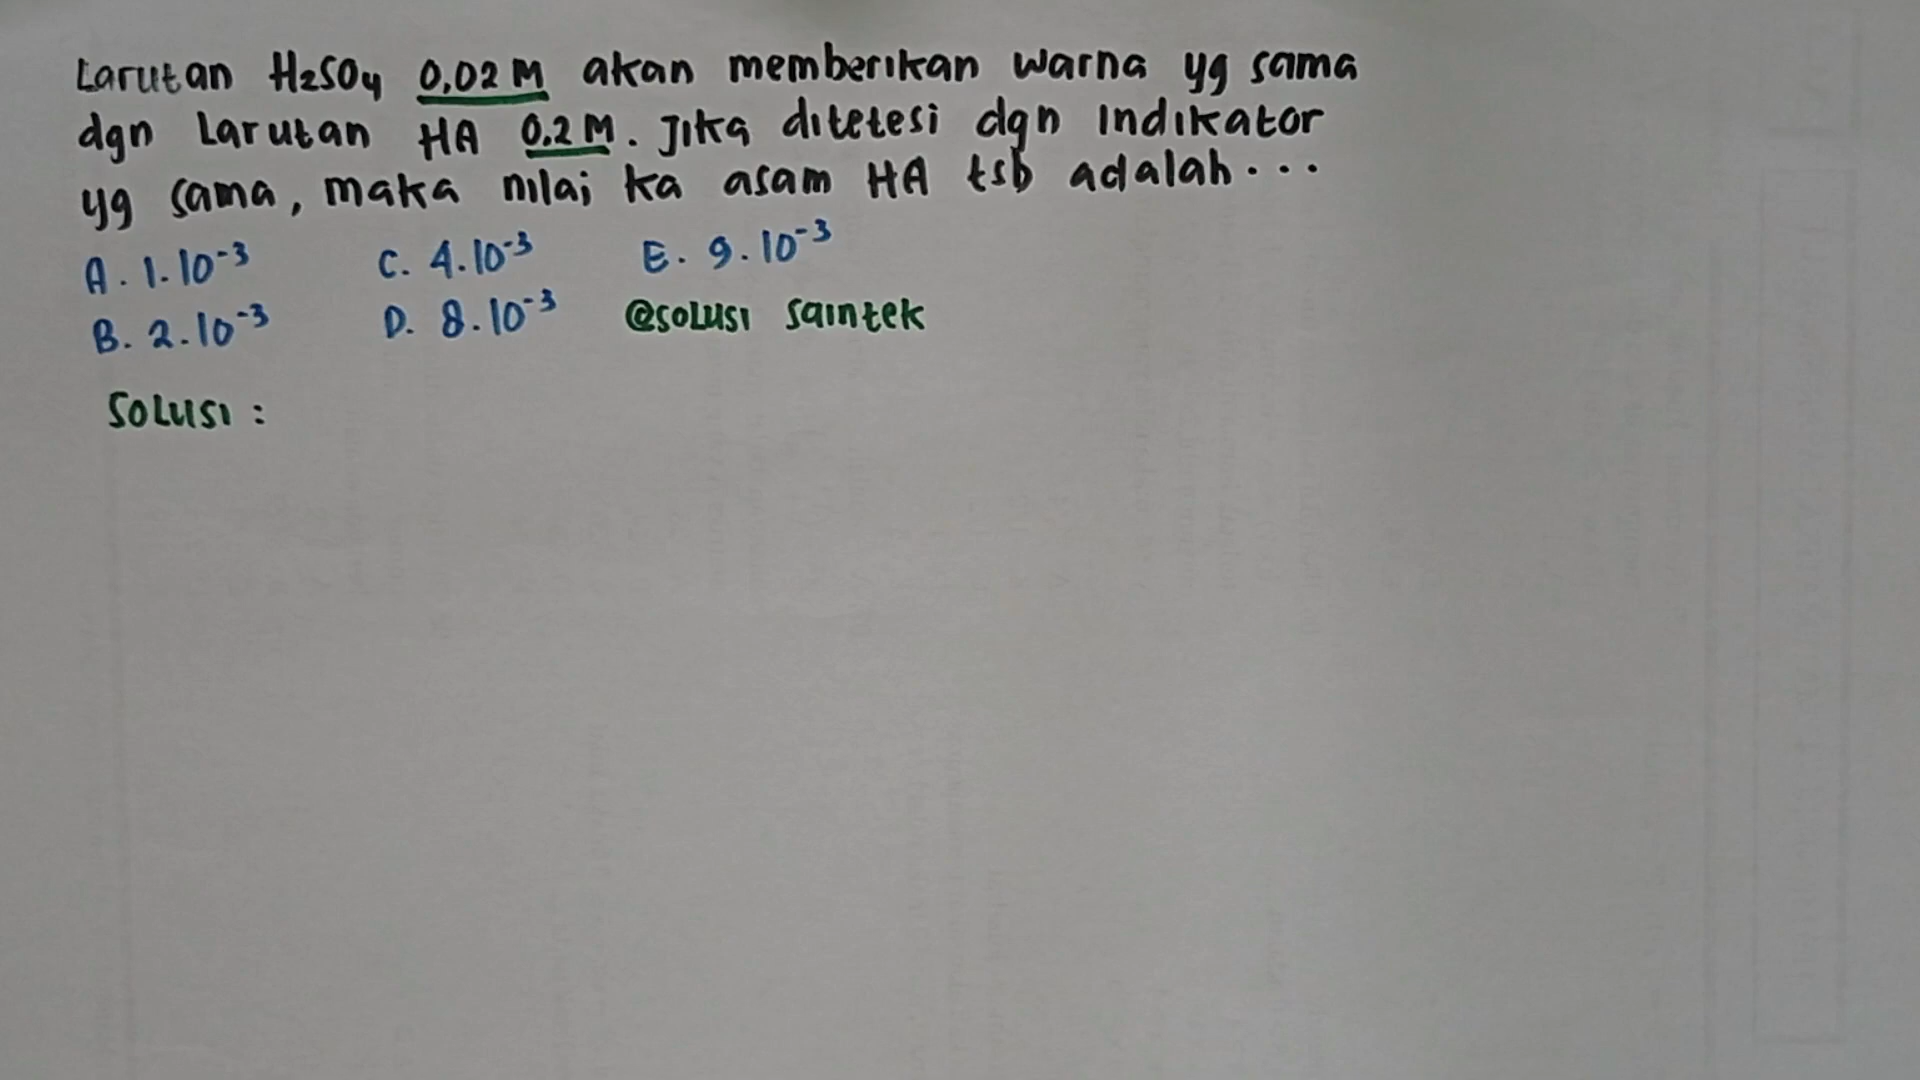 Larutan H₂SO₄ 0,02 M akan memberikan warna yg sama
dgn Larutan HA 0,2 M. Jika ditetesi dgn Indikator
yg sama, maka nilai ka asam HA tsb adalah...
A. 1.10⁻³ C. 4.10⁻³ E. 9.10⁻³
B. 2.10⁻³ D. 8.10⁻³ @solusi saintek
Solusi :